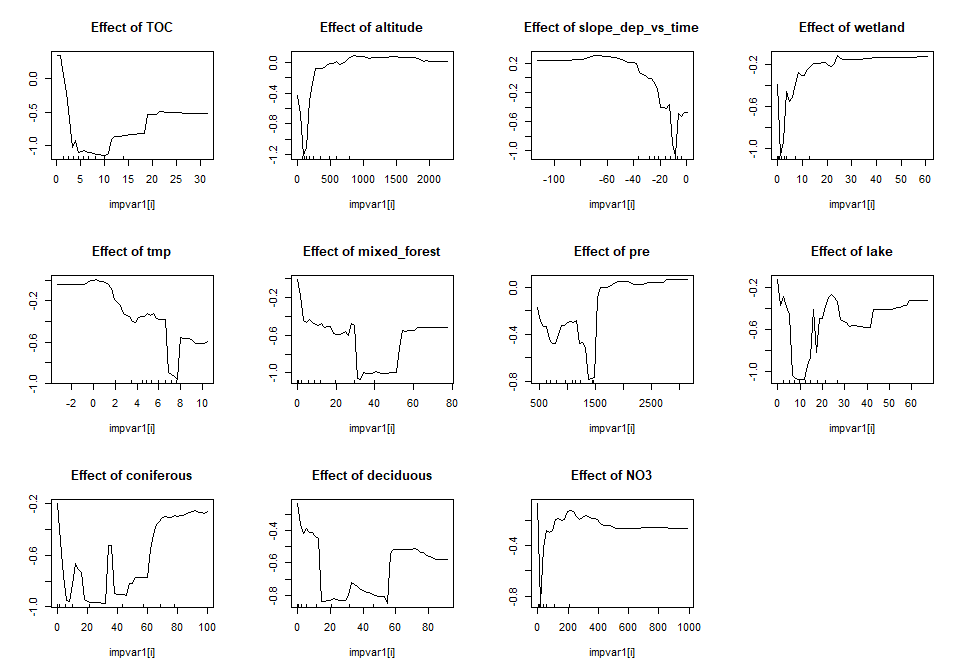 Effect of TOC
0.0
-0.5
-1.0
0 5 10 15 20 25 30
impvar1[i]
Effect of altitude
0.0
-0.4
-0.8
-1.2
0 500 1000 1500 2000
impvar1[i]
Effect of slope_dep_vs_time
0.2
-0.2
-0.6
-1.0
-100 -60 -20 0
impvar1[i]
Effect of wetland
-0.2
-0.6
-1.0
0 10 20 30 40 50 60
impvar1[i]
Effect of tmp
-0.2
-0.6
-1.0
-2 0 2 4 6 8 10
impvar1[i]
Effect of mixed_forest
0.0
-0.5
-1.0
0 20 40 60 80
impvar1[i]
Effect of pre
0.0
-0.4
-0.8
500 1500 2500
impvar1[i]
Effect of lake
-0.2
-0.6
-1.0
0 10 20 30 40 50 60
impvar1[i]
Effect of coniferous
-0.2
-0.6
-1.0
0 20 40 60 80 100
impvar1[i]
Effect of deciduous
-0.4
-0.6
-0.8
0 20 40 60 80
impvar1[i]
Effect of NO3
-0.4
-0.8
0 200 400 600 800 1000
impvar1[i]